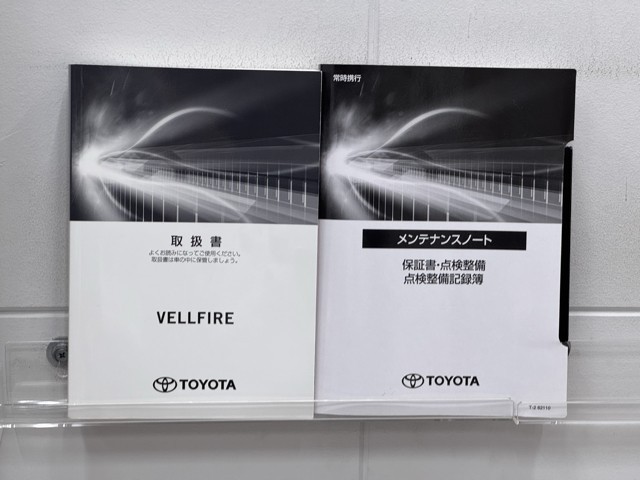 取扱書
よくお読みになってご使用ください。
取扱書は車の中に保管しましょう。
VELLFIRE
TOYOTA
常時携行
メンテナンスノート
保証書・点検整備
点検整備記録簿
TOYOTA